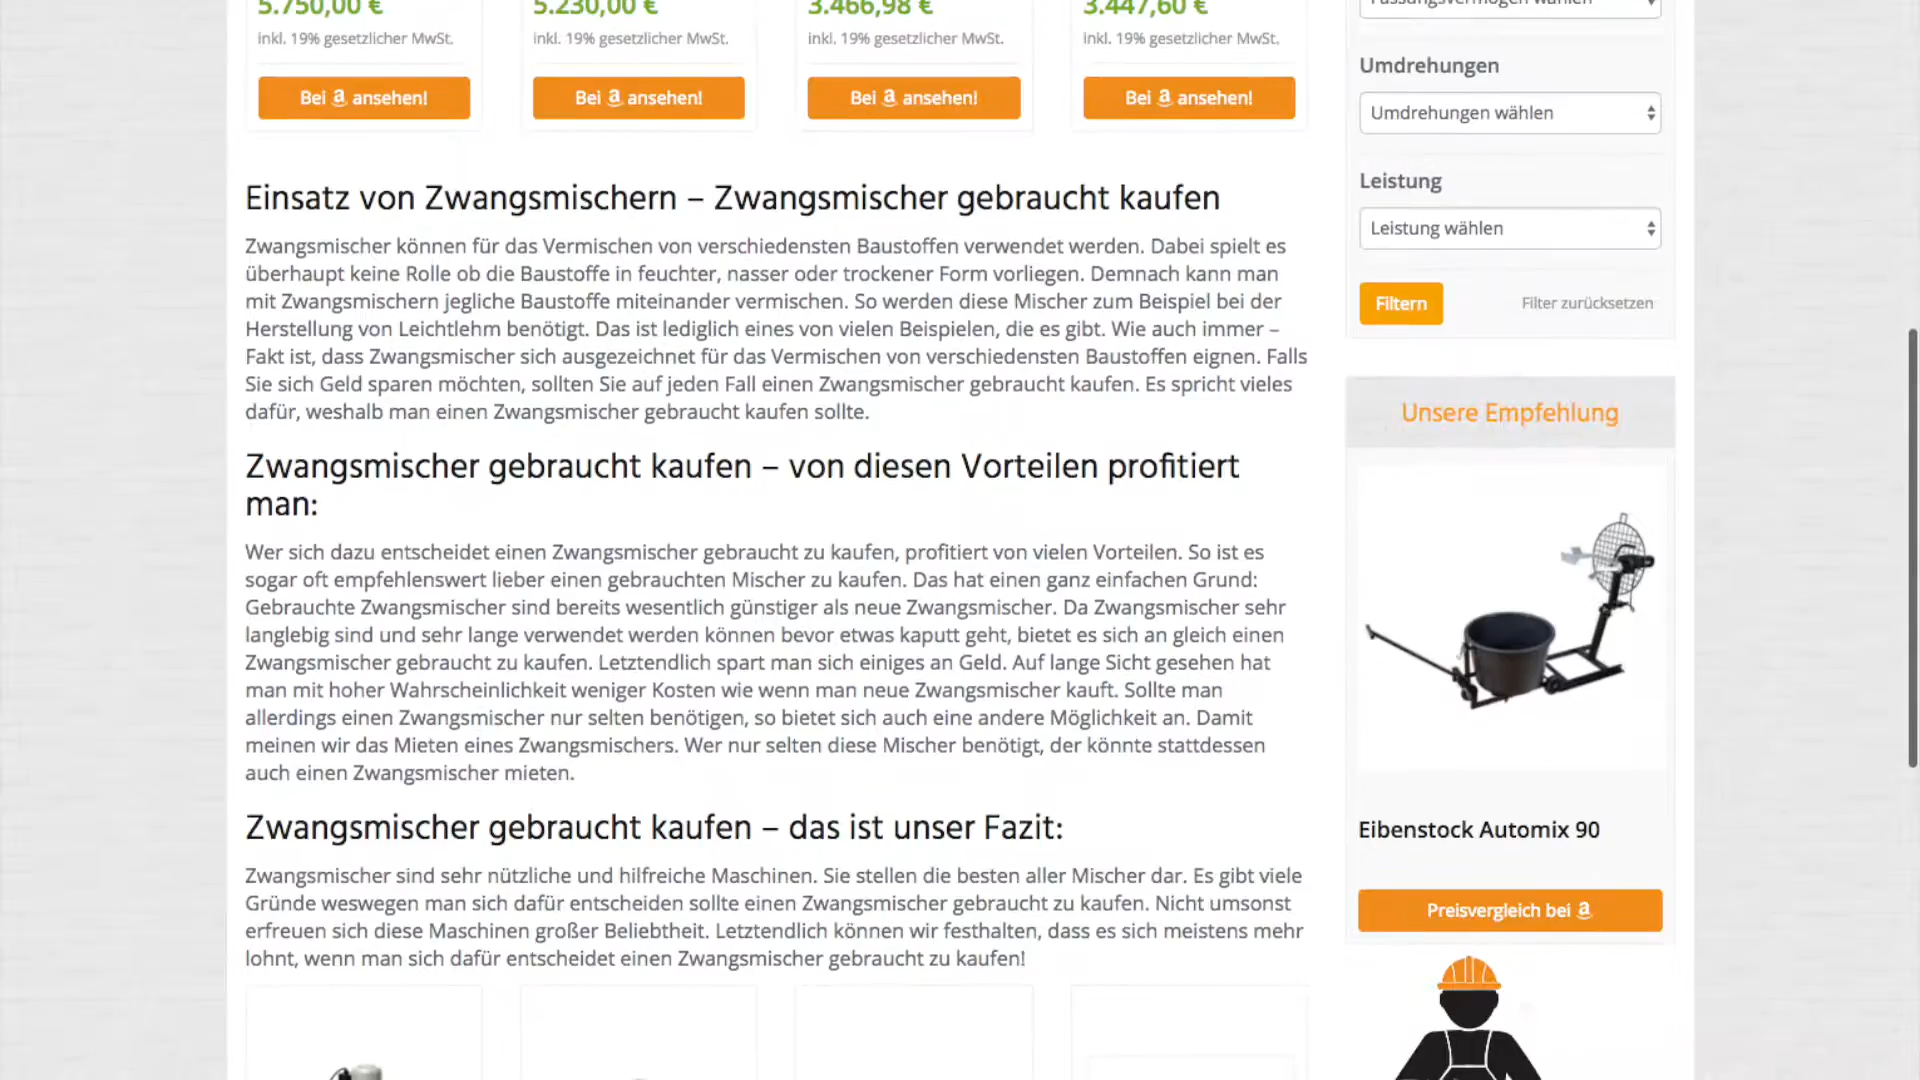 5.750,00 €
5.230,00 €
3.466,98 €
3.447,60 €
inkl. 19% gesetzlicher MwSt.
inkl. 19% gesetzlicher MwSt.
inkl. 19% gesetzlicher MwSt.
inkl. 19% gesetzlicher MwSt.
Bei a ansehen!
Bei a ansehen!
Bei a ansehen!
Bei a ansehen!
Einsatz von Zwangsmischern – Zwangsmischer gebraucht kaufen
Zwangsmischer können für das Vermischen von verschiedensten Baustoffen verwendet werden. Dabei spielt es
überhaupt keine Rolle ob die Baustoffe in feuchter, nasser oder trockener Form vorliegen. Demnach kann man
mit Zwangsmischern jegliche Baustoffe miteinander vermischen. So werden diese Mischer zum Beispiel bei der
Herstellung von Leichtlehm benötigt. Das ist lediglich eines von vielen Beispielen, die es gibt. Wie auch immer –
Fakt ist, dass Zwangsmischer sich ausgezeichnet für das Vermischen von verschiedensten Baustoffen eignen. Falls
Sie sich Geld sparen möchten, sollten Sie auf jeden Fall einen Zwangsmischer gebraucht kaufen. Es spricht vieles
dafür, weshalb man einen Zwangsmischer gebraucht kaufen sollte.
Zwangsmischer gebraucht kaufen – von diesen Vorteilen profitiert
man:
Wer sich dazu entscheidet einen Zwangsmischer gebraucht zu kaufen, profitiert von vielen Vorteilen. So ist es
sogar oft empfehlenswert lieber einen gebrauchten Mischer zu kaufen. Das hat einen ganz einfachen Grund:
Gebrauchte Zwangsmischer sind bereits wesentlich günstiger als neue Zwangsmischer. Da Zwangsmischer sehr
langlebig sind und sehr lange verwendet werden können bevor etwas kaputt geht, bietet es sich an gleich einen
Zwangsmischer gebraucht zu kaufen. Letztendlich spart man sich einiges an Geld. Auf lange Sicht gesehen hat
man mit hoher Wahrscheinlichkeit weniger Kosten wie wenn man neue Zwangsmischer kauft. Sollte man
allerdings einen Zwangsmischer nur selten benötigen, so bietet sich auch eine andere Möglichkeit an. Damit
meinen wir das Mieten eines Zwangsmischers. Wer nur selten diese Mischer benötigt, der könnte stattdessen
auch einen Zwangsmischer mieten.
Zwangsmischer gebraucht kaufen – das ist unser Fazit:
Zwangsmischer sind sehr nützliche und hilfreiche Maschinen. Sie stellen die besten aller Mischer dar. Es gibt viele
Gründe weswegen man sich dafür entscheiden sollte einen Zwangsmischer gebraucht zu kaufen. Nicht umsonst
erfreuen sich diese Maschinen großer Beliebtheit. Letztendlich können wir festhalten, dass es sich meistens mehr
lohnt, wenn man sich dafür entscheidet einen Zwangsmischer gebraucht zu kaufen!
Fassungsvermögen wählen
Umdrehungen
Umdrehungen wählen
Leistung
Leistung wählen
Filtern
Filter zurücksetzen
Unsere Empfehlung
Eibenstock Automix 90
Preisvergleich bei a